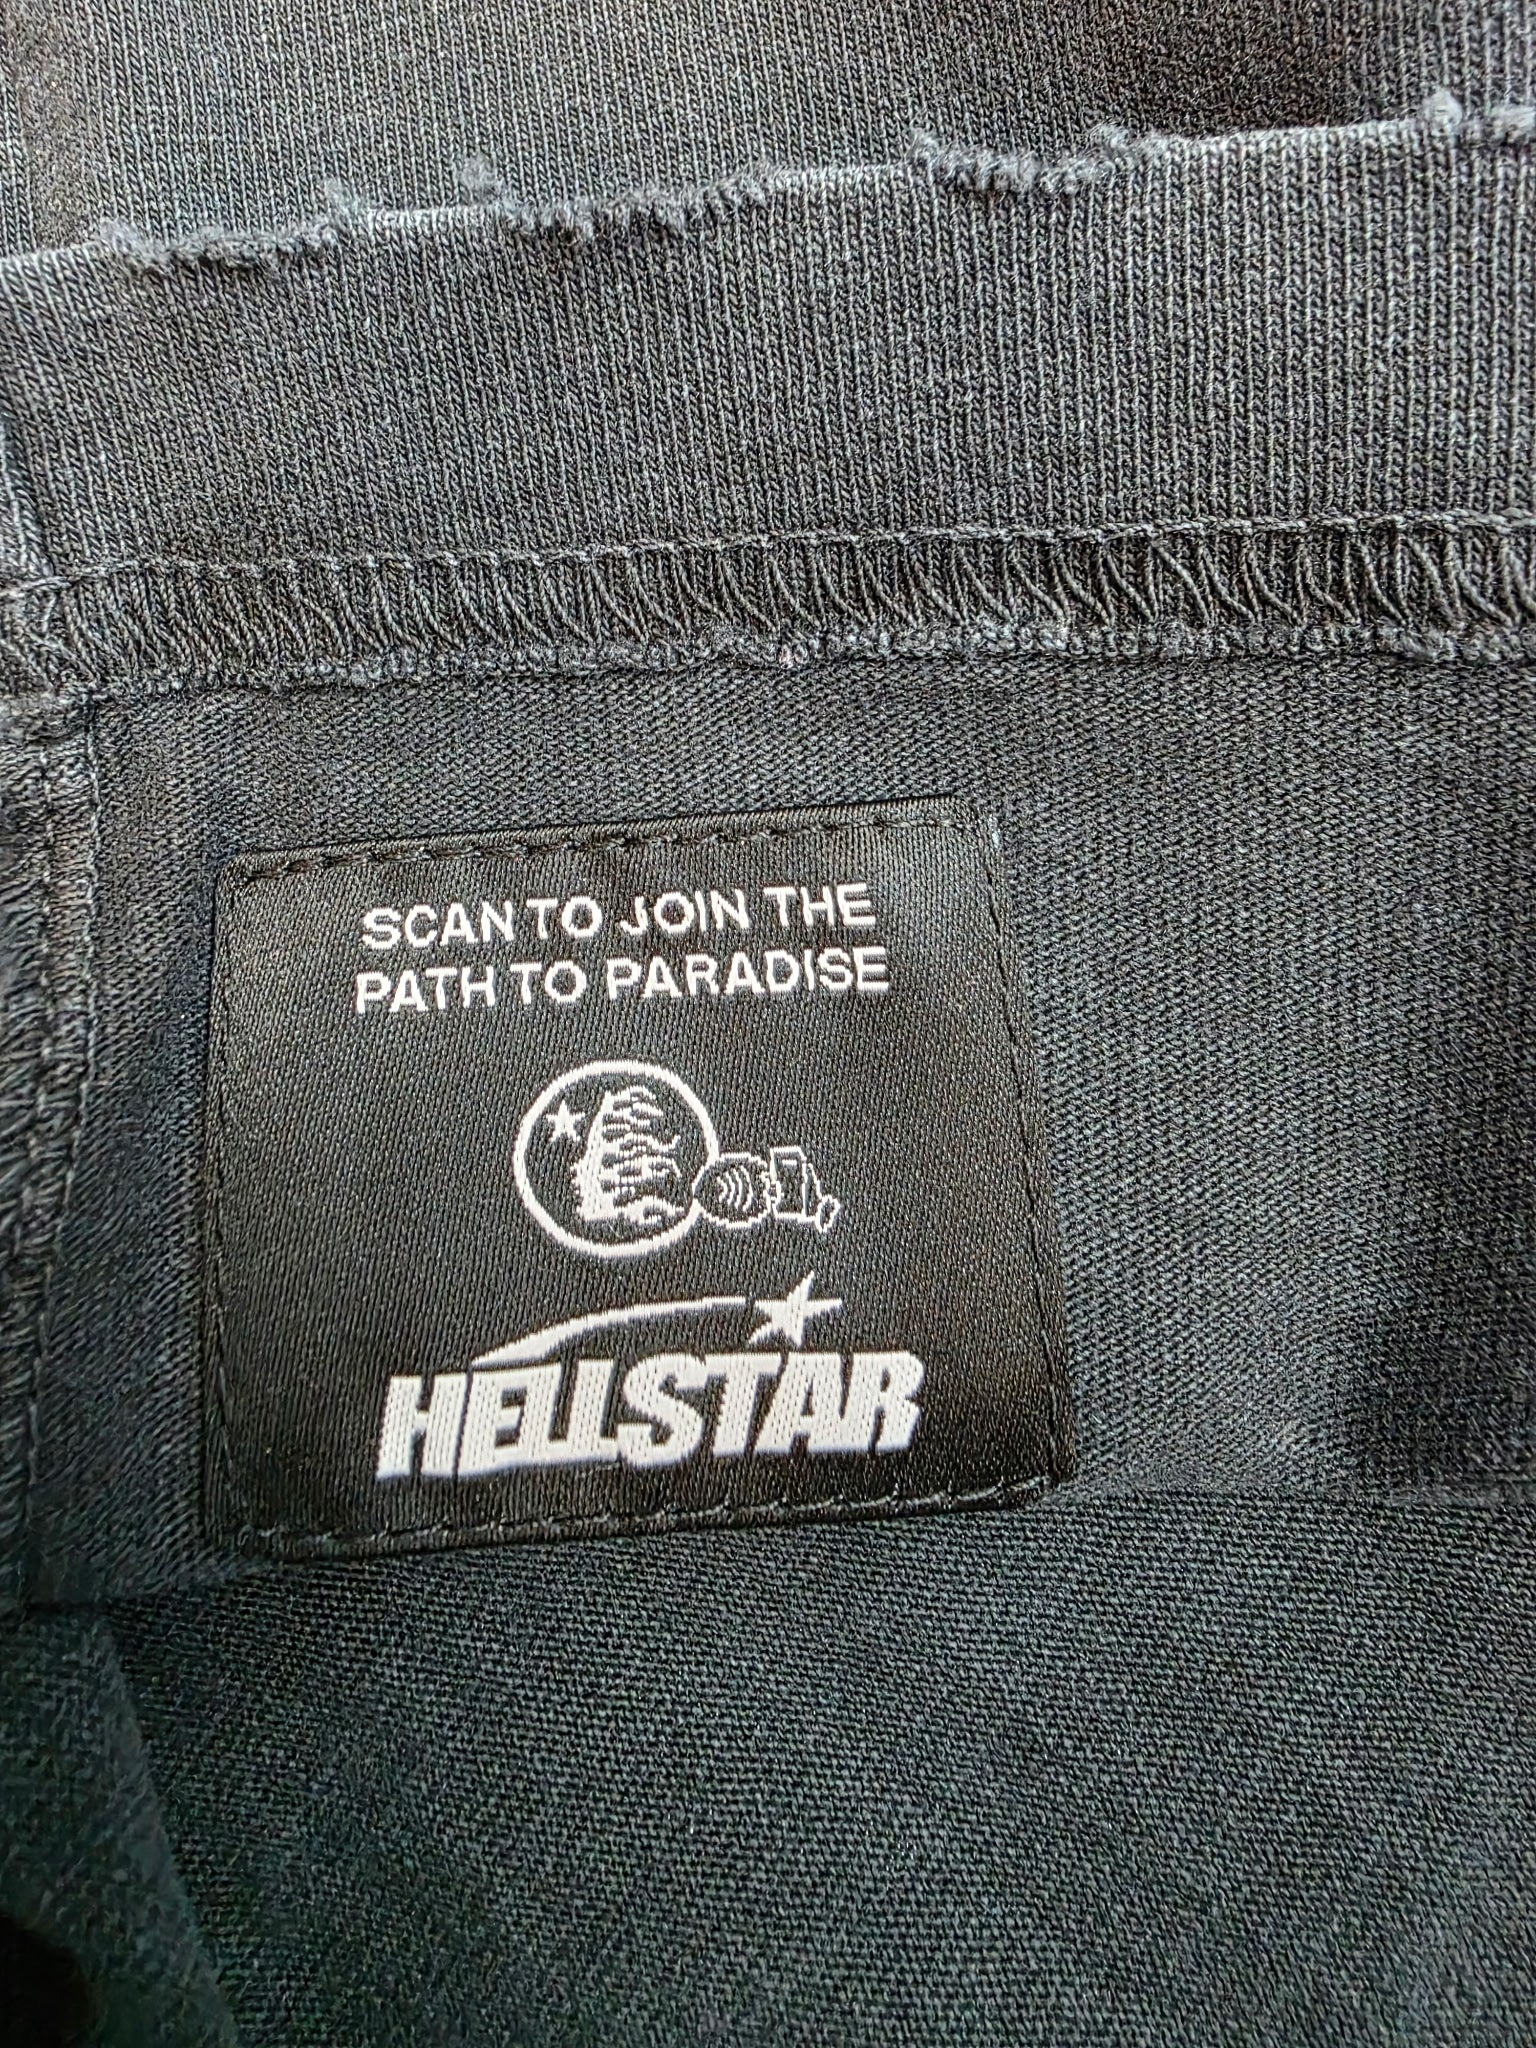 SCAN TO JOIN THE
PATH TO PARADISE
HELLSTAR